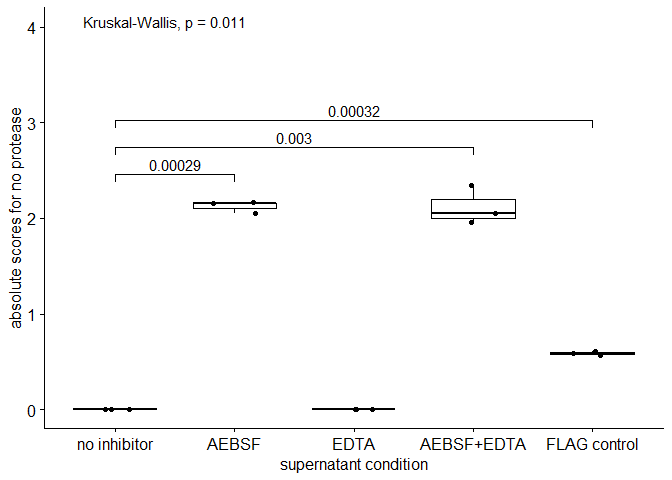 Kruskal-Wallis, p = 0.011
absolute scores for no protease
4
3
2
1
0
0.00032
0.003
0.00029
no inhibitor AEBSF EDTA AEBSF+EDTA FLAG control
supernatant condition